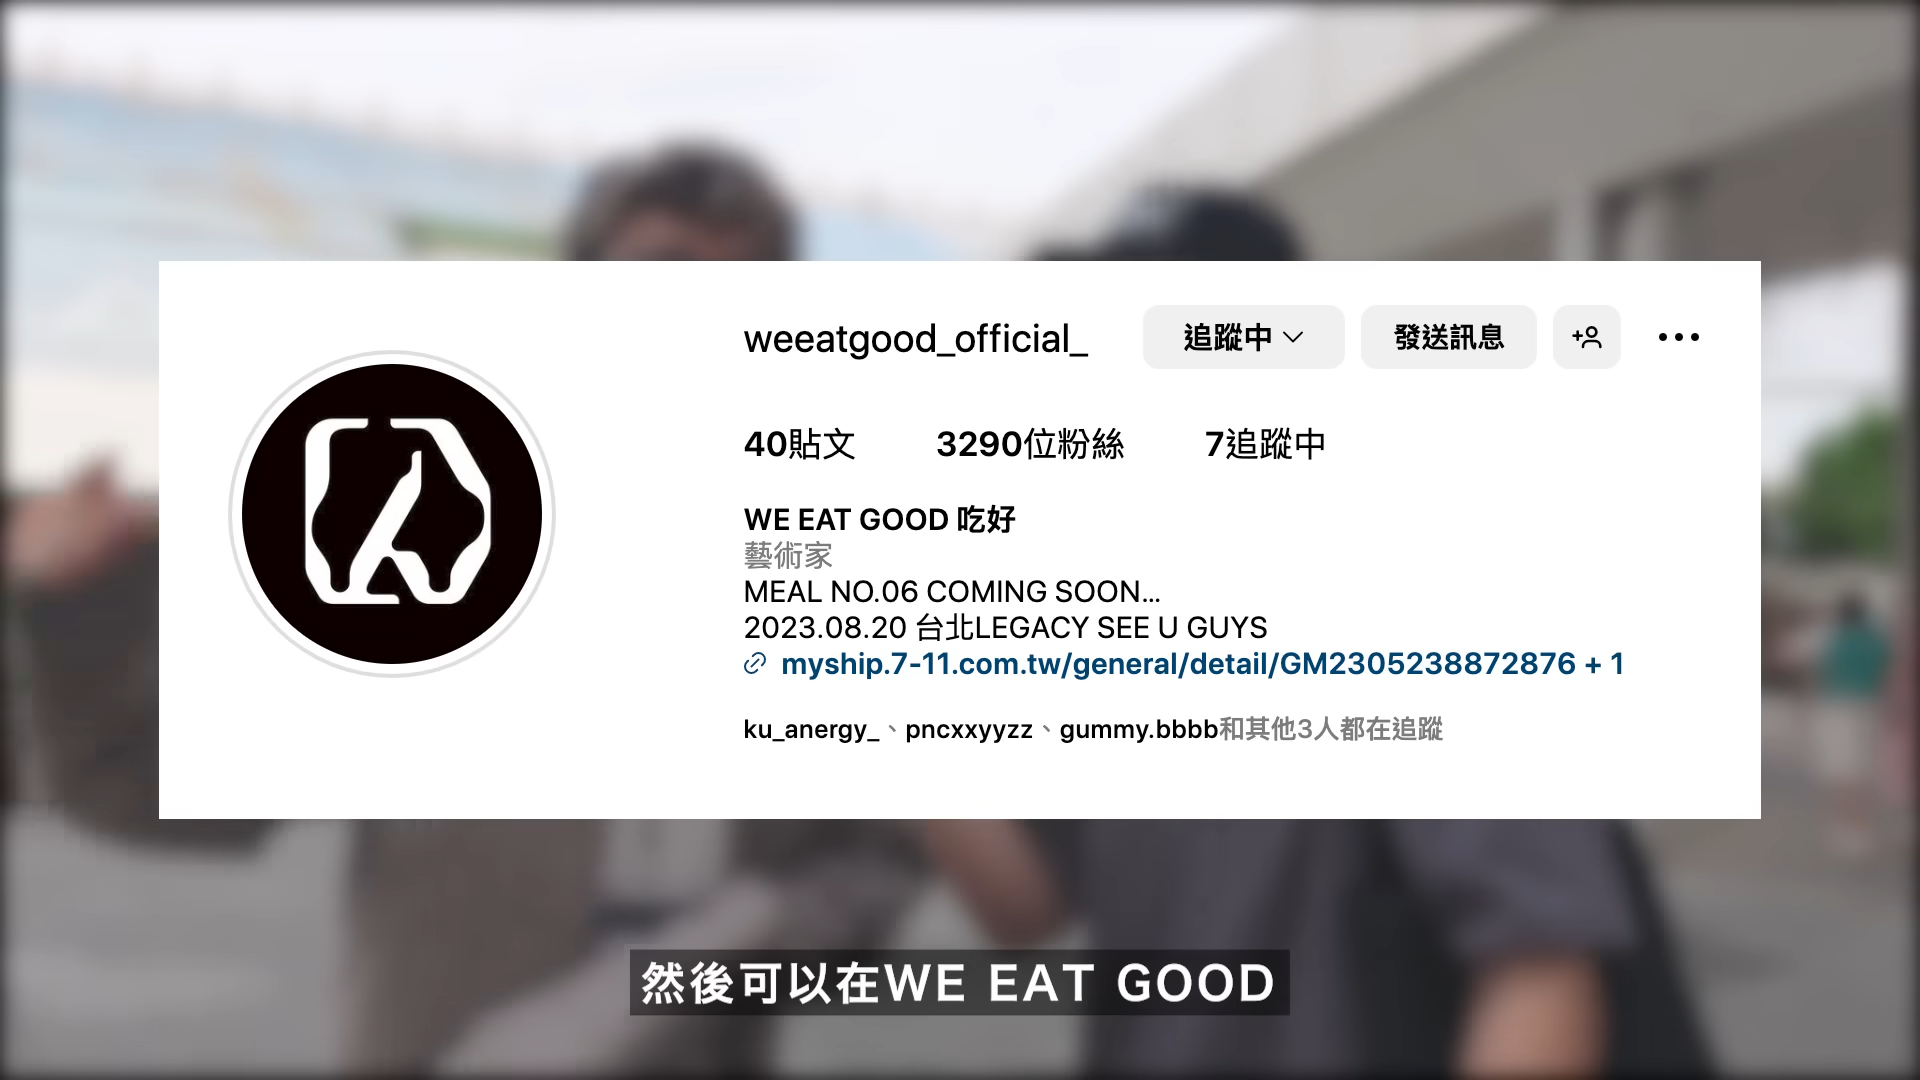 weeatgood_official_ 追蹤中 發送訊息
40貼文 3290位粉絲 7追蹤中
WE EAT GOOD 吃好
藝術家
MEAL NO.06 COMING SOON...
2023.08.20 台北LEGACY SEE U GUYS
myship.7-11.com.tw/general/detail/GM2305238872876 + 1
ku_anergy_、pncxxyyzz、gummy.bbbb和其他3人都在追蹤
然後可以在WE EAT GOOD